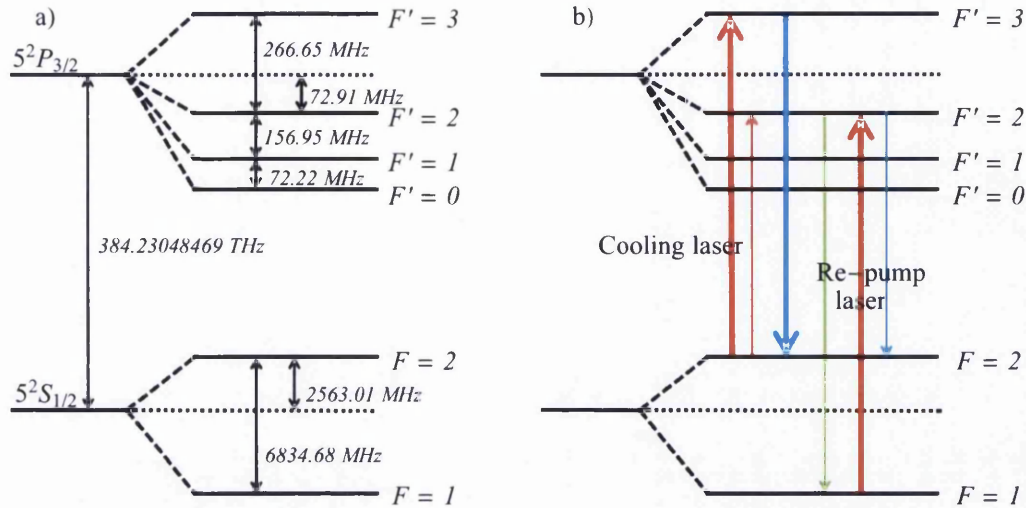 a)
F′ = 3
266.65 MHz
5²P3/2
72.91 MHz
F′ = 2
156.95 MHz
F′ = 1
72.22 MHz
F′ = 0
384.23048469 THz
F = 2
5²S1/2
2563.01 MHz
6834.68 MHz
F = 1
b)
F′ = 3
F′ = 2
F′ = 1
F′ = 0
Cooling laser
Re-pump
laser
F = 2
F = 1